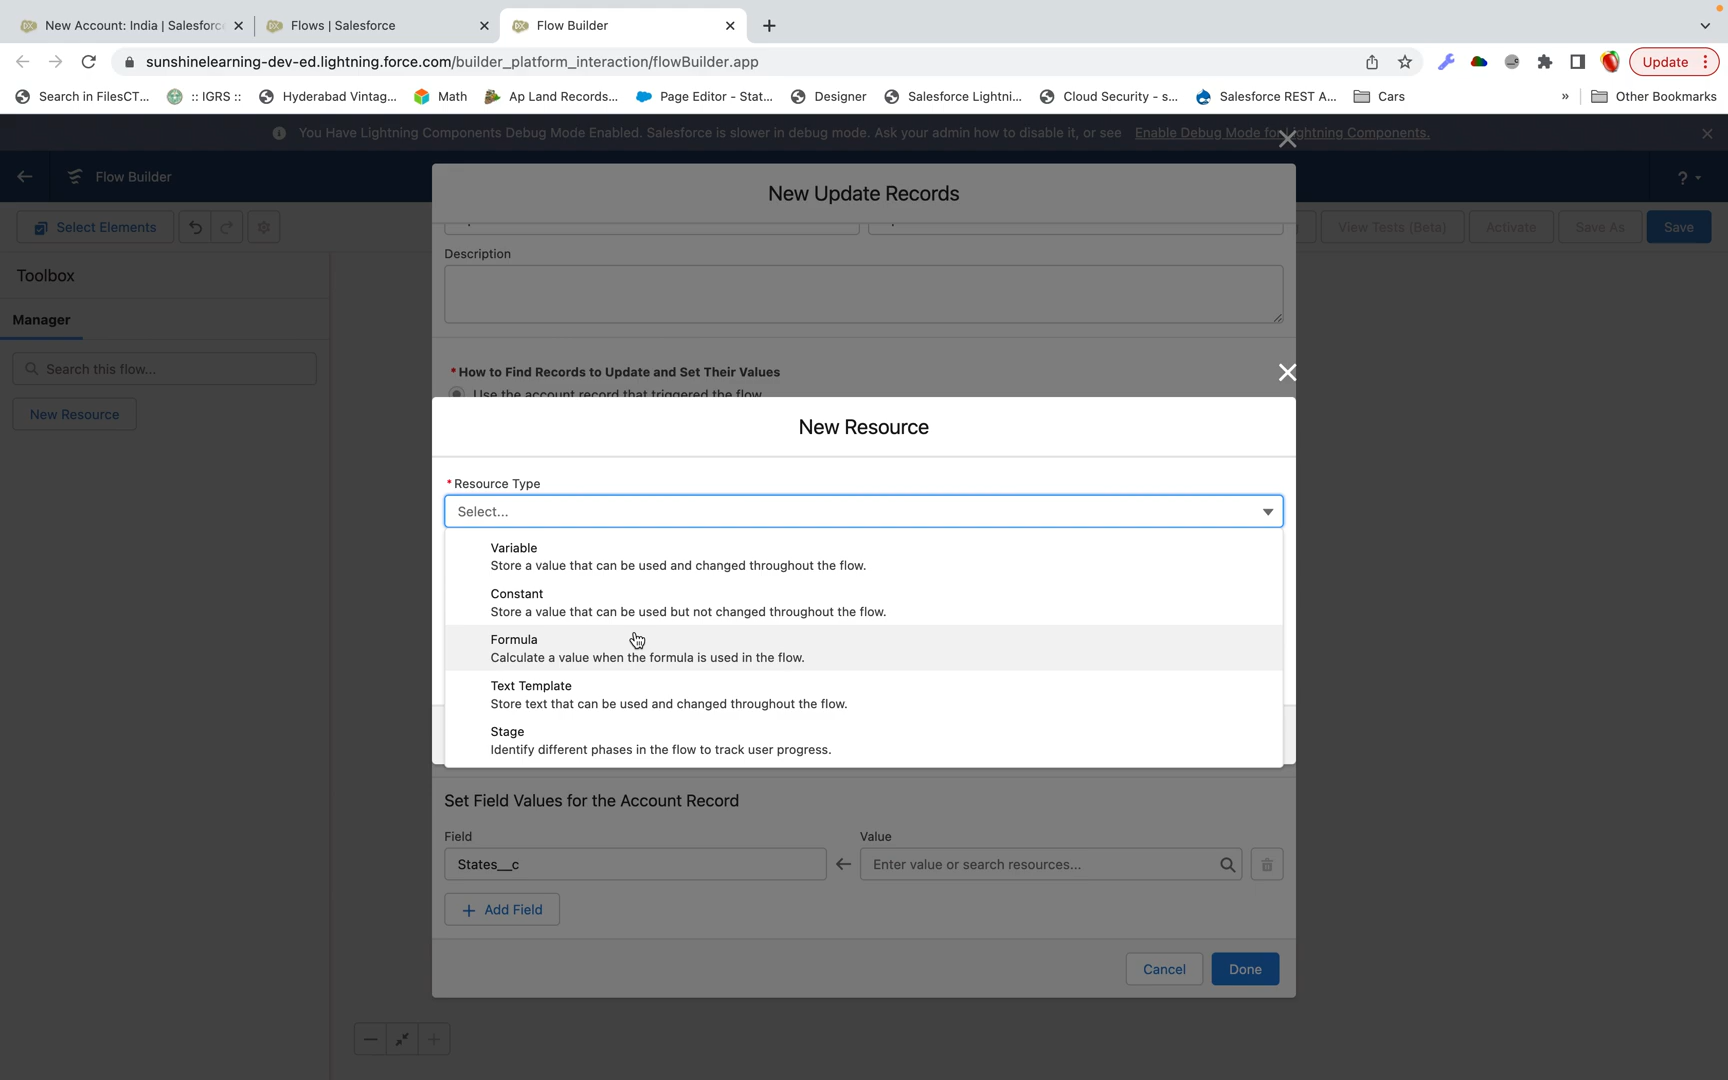 New Account: India | Salesforc
Flows | Salesforce
Flow Builder
sunshinelearning-dev-ed.lightning.force.com/builder_platform_interaction/flowBuilder.app
Update
Search in FilesCT...
:: IGRS ::
Hyderabad Vintag...
Math
Ap Land Records...
Page Editor - Stat...
Designer
Salesforce Lightni...
Cloud Security - s...
Salesforce REST A...
Cars
»
Other Bookmarks
You Have Lightning Components Debug Mode Enabled. Salesforce is slower in debug mode. Ask your admin how to disable it, or see Enable Debug Mode for Lightning Components.
Flow Builder
?
Select Elements
View Tests (Beta)
Activate
Save As
Save
New Update Records
Toolbox
Manager
Search this flow...
New Resource
Description
*How to Find Records to Update and Set Their Values
Use the account record that triggered the flow
New Resource
*Resource Type
Select...
Variable
Store a value that can be used and changed throughout the flow.
Constant
Store a value that can be used but not changed throughout the flow.
Formula
Calculate a value when the formula is used in the flow.
Text Template
Store text that can be used and changed throughout the flow.
Stage
Identify different phases in the flow to track user progress.
Set Field Values for the Account Record
Field
Value
States__c
Enter value or search resources...
+ Add Field
Cancel
Done